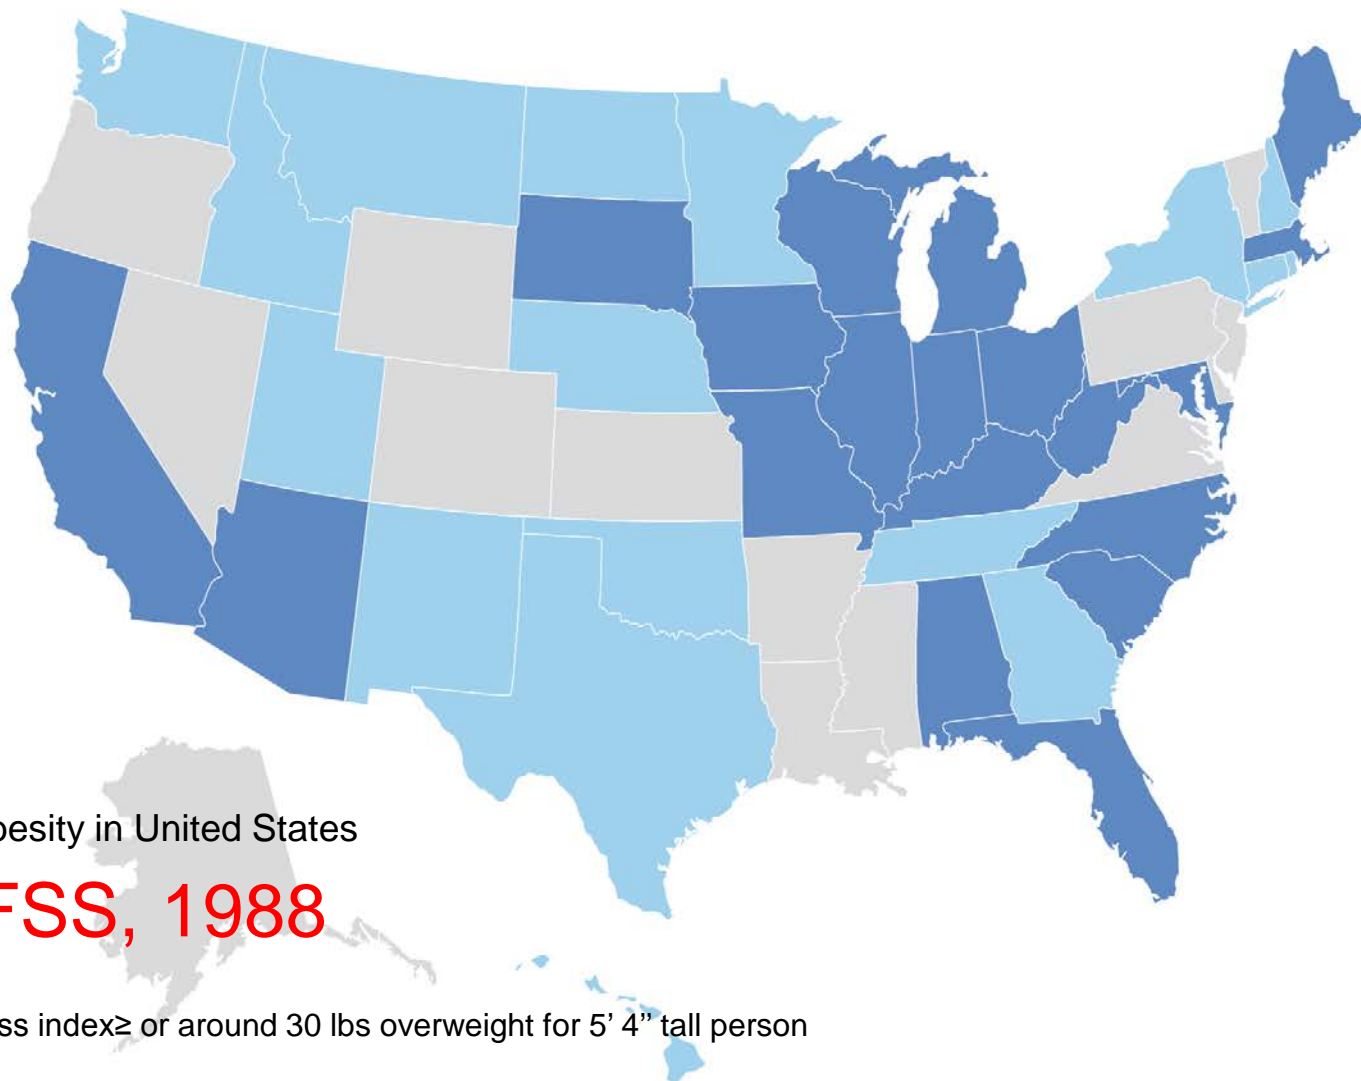 besity in United States
FSS, 1988
ss index≥ or around 30 lbs overweight for 5’ 4’’ tall person